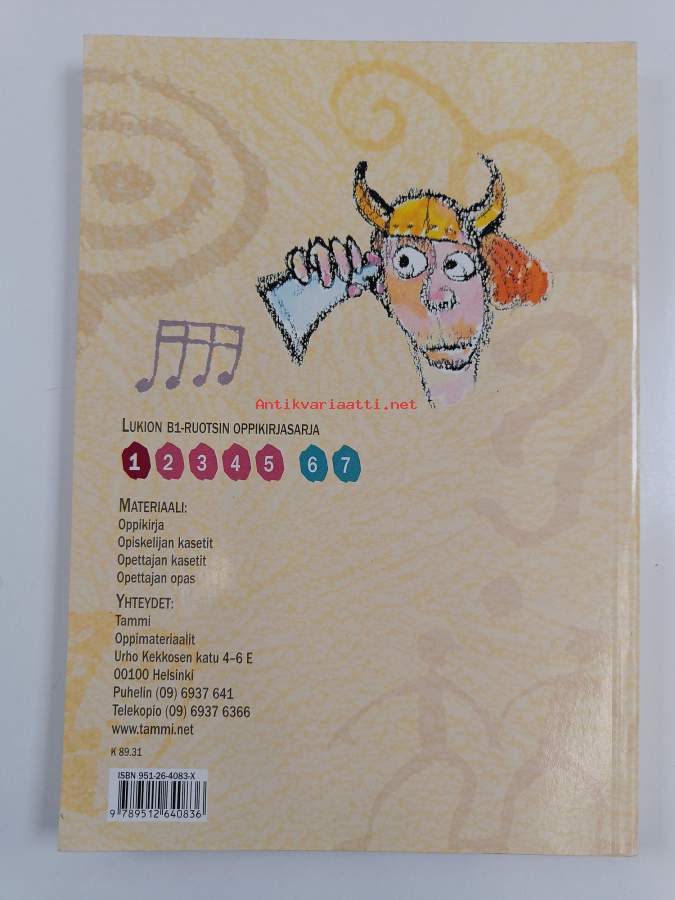 Antikvariaatti.net
LUKION B1-RUOTSIN OPPIKIRJASARJA
1 2 3 4 5 6 7
MATERIAALI:
Oppikirja
Opiskelijan kasetit
Opettajan kasetit
Opettajan opas
YHTEYDET:
Tammi
Oppimateriaalit
Urho Kekkosen katu 4–6 E
00100 Helsinki
Puhelin (09) 6937 641
Telekopio (09) 6937 6366
www.tammi.net
K 89.31
ISBN 951-26-4083-X
9 789512 640836